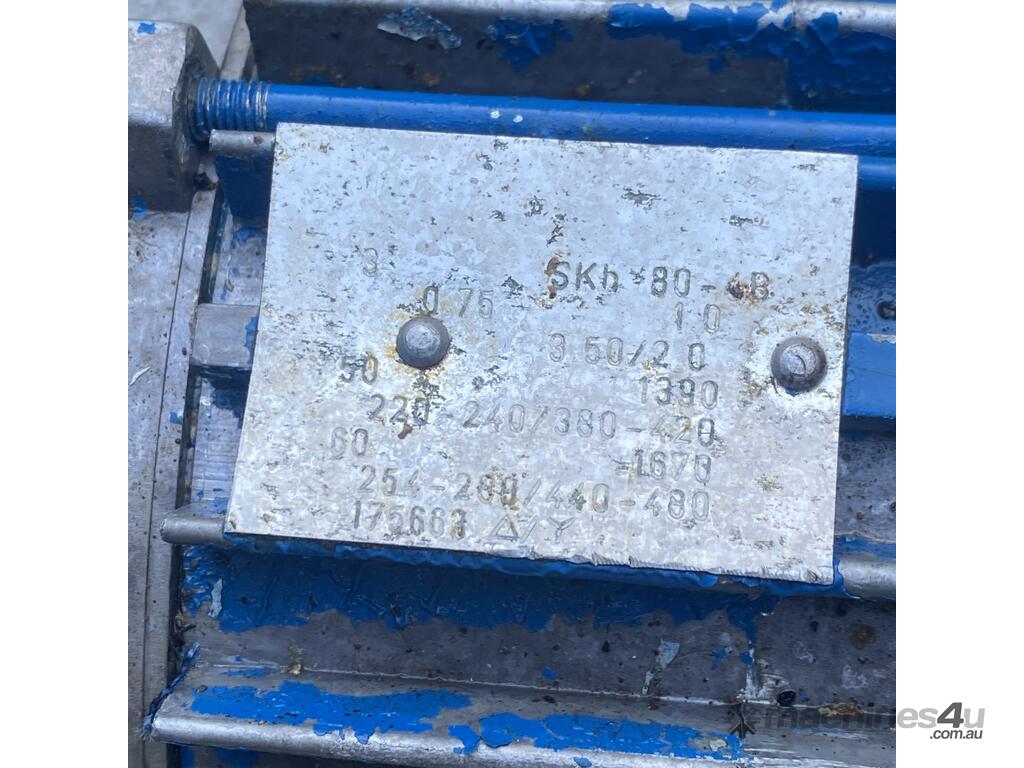 3 SKh 80-4B
0.75 1.0
3.50/2.0
50 1390
220-240/380-420
60 1670
254-280/440-480
175663 Δ/Y
machines4u
.com.au